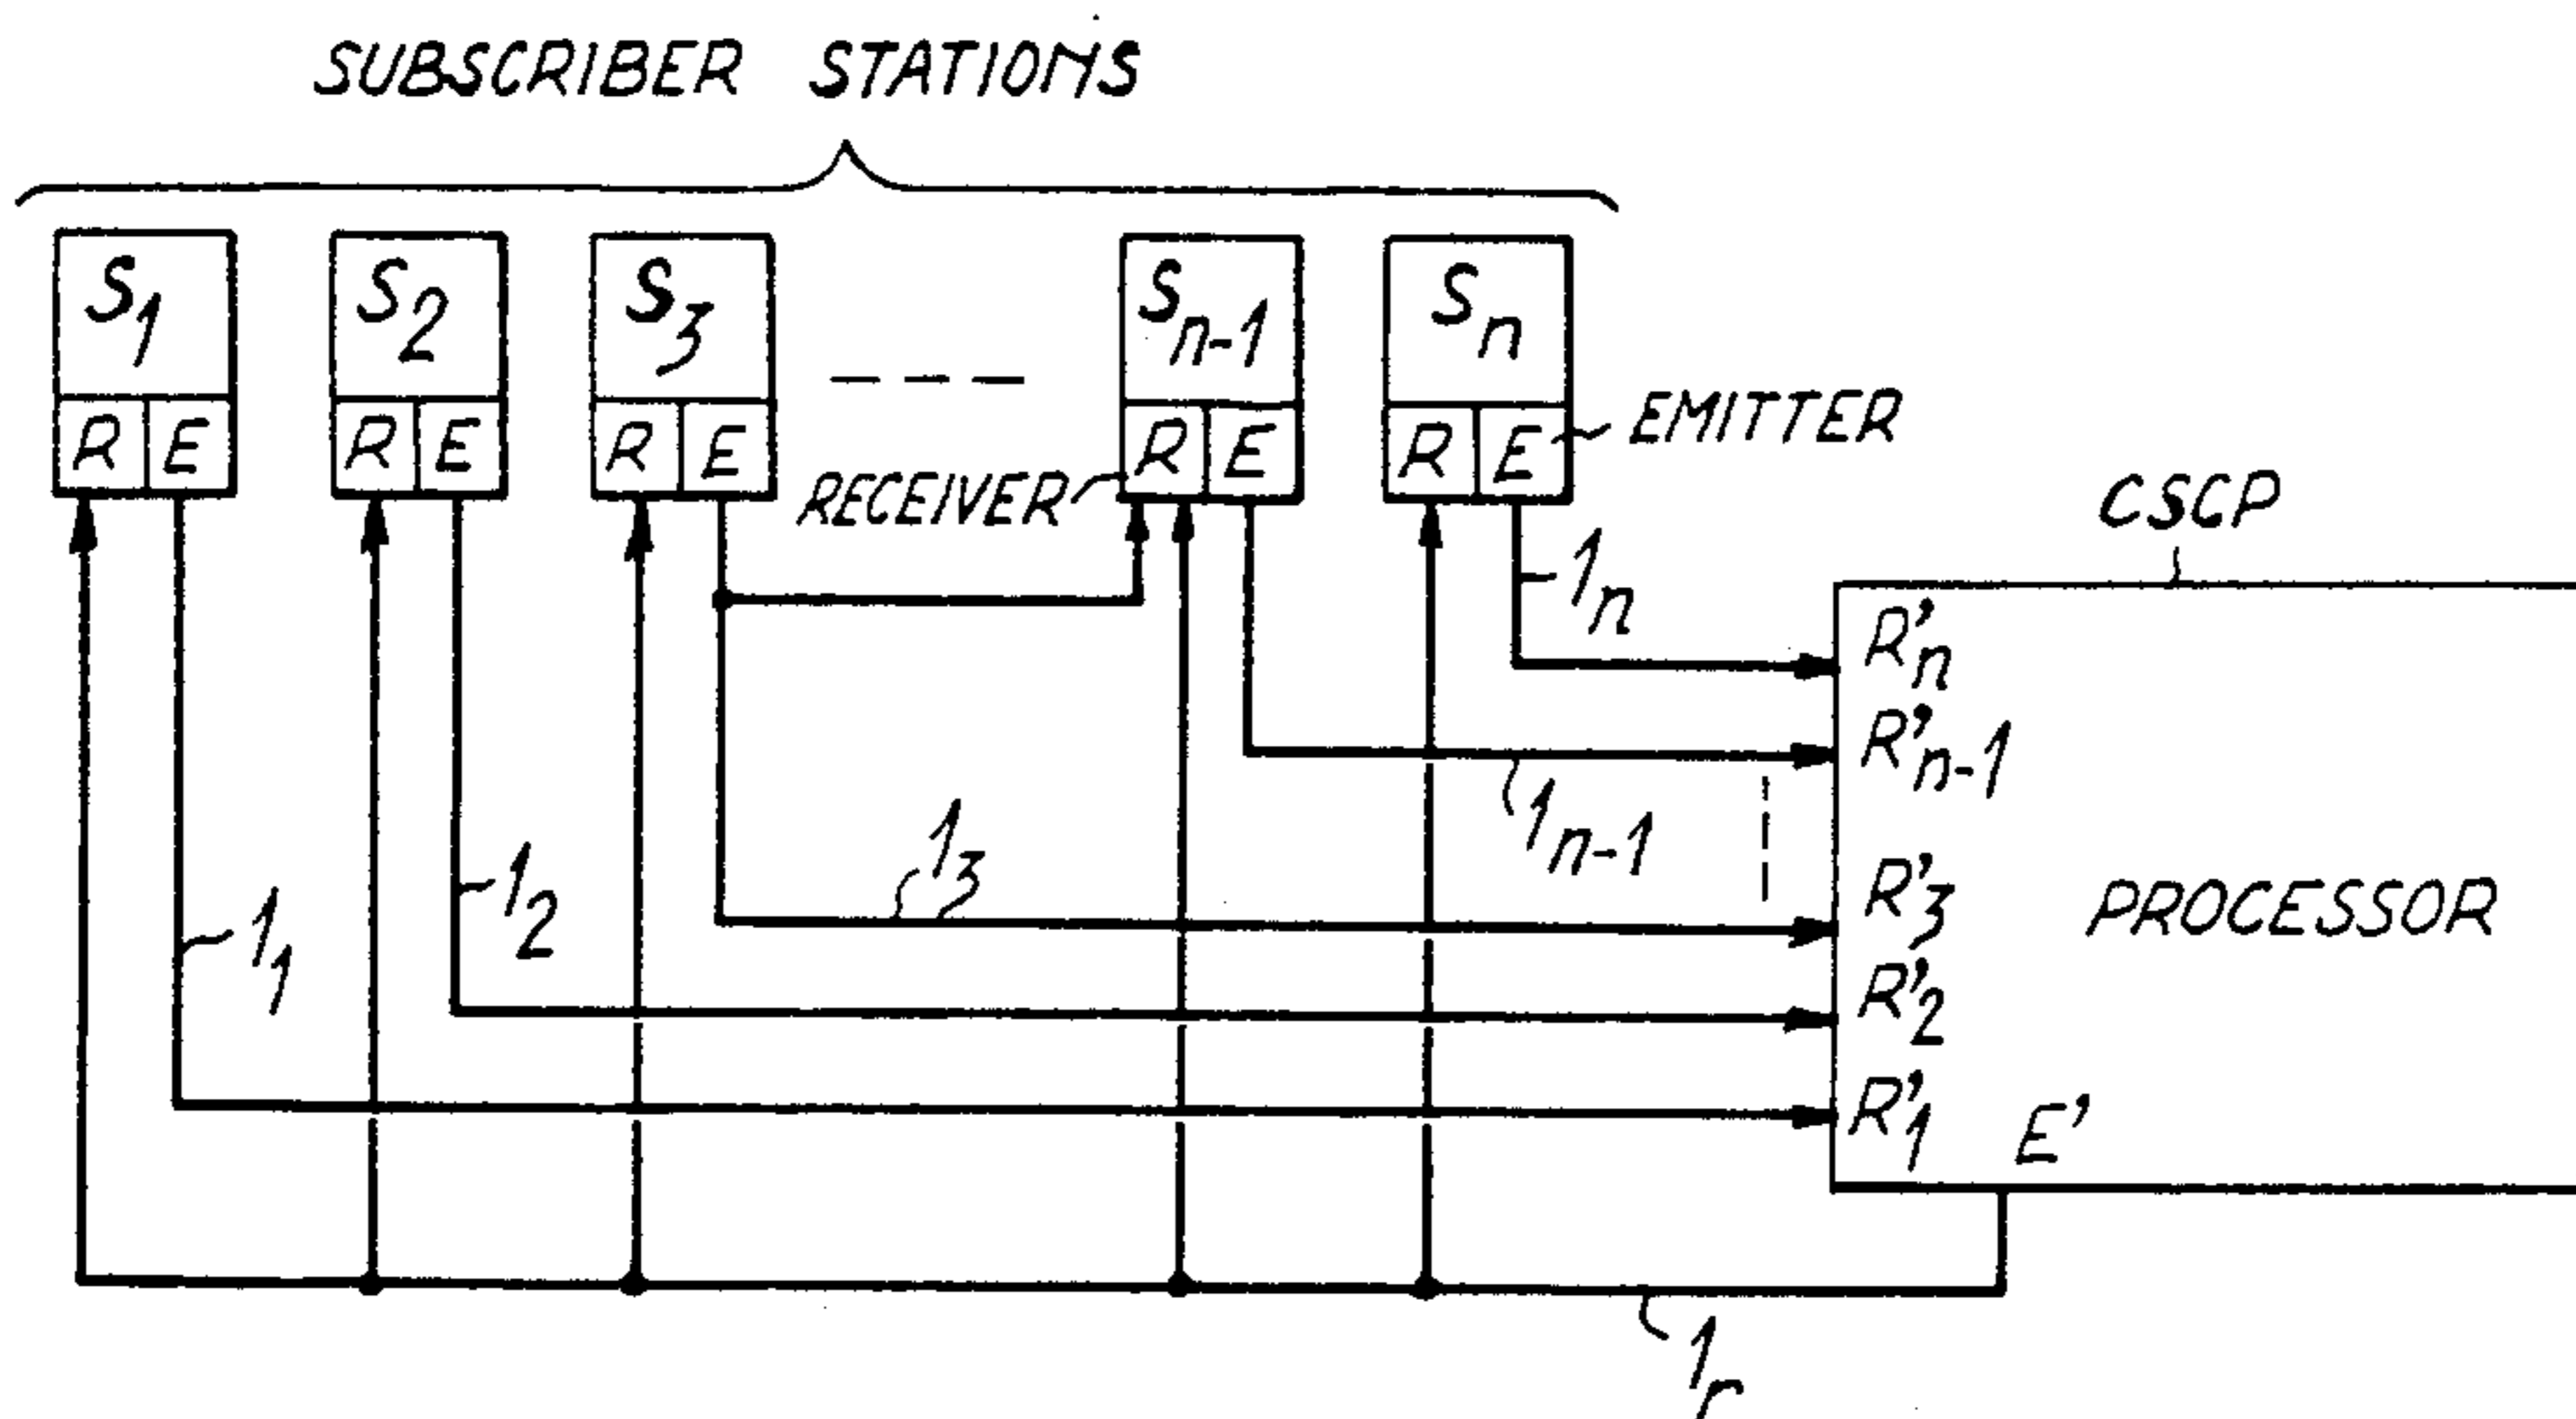 SUBSCRIBER STATIONS
S1 S2 S3 Sn-1 Sn
R E R E R E R E R E
EMITTER
RECEIVER
CSCP
1n
R'n
R'n-1
1n-1
13
R'3
PROCESSOR
12
R'2
11
R'1
E'
1r